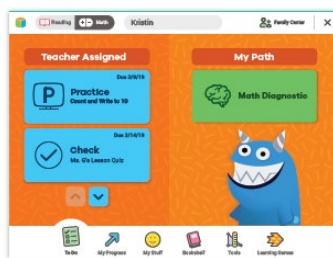 Reading
Math
Kristin
Family Center
X
Teacher Assigned
My Path
Due 3/9/19
P
Practice
Count and Write to 10
Math Diagnostic
Due 3/14/19
Check
Ms. G's Lesson Quiz
To Do
My Progress
My Stuff
Bookshelf
Tools
Learning Games